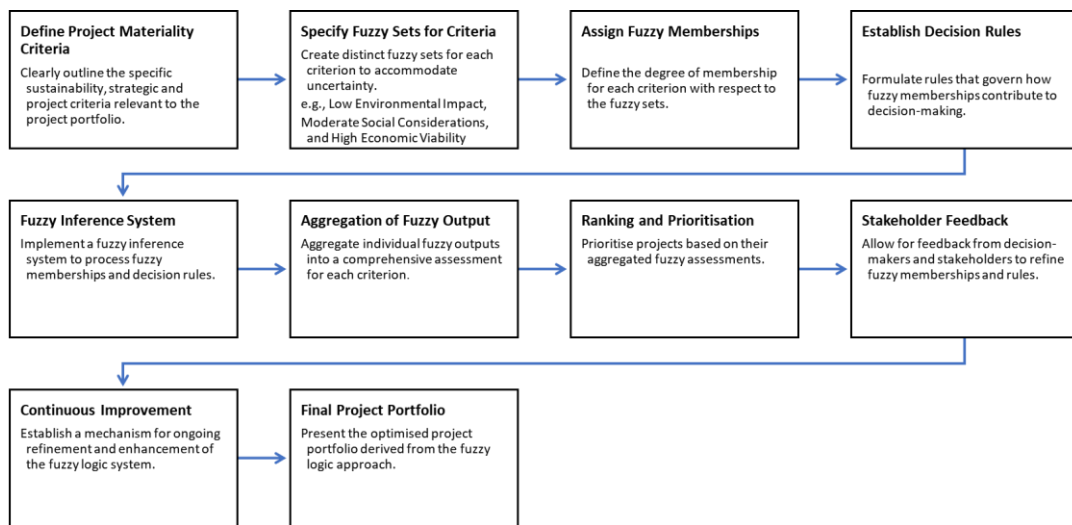 Define Project Materiality
Criteria
Clearly outline the specific
sustainability, strategic and
project criteria relevant to
the project portfolio.
Specify Fuzzy Sets for Criteria
Create distinct fuzzy sets for each
criterion to accommodate
uncertainty.
e.g., Low Environmental Impact,
Moderate Social Considerations,
and High Economic Viability
Assign Fuzzy Memberships
Define the degree of membership
for each criterion with respect to
the fuzzy sets.
Establish Decision Rules
Formulate rules that govern how
fuzzy memberships contribute to
decision-making.
Fuzzy Inference System
Implement a fuzzy inference
system to process fuzzy
memberships and decision rules.
Aggregation of Fuzzy Output
Aggregate individual fuzzy outputs
into a comprehensive assessment
for each criterion.
Ranking and Prioritisation
Prioritise projects based on their
aggregated fuzzy assessments.
Stakeholder Feedback
Allow for feedback from decision-
makers and stakeholders to refine
fuzzy memberships and rules.
Continuous Improvement
Establish a mechanism for ongoing
refinement and enhancement of
the fuzzy logic system.
Final Project Portfolio
Present the optimised project
portfolio derived from the fuzzy
logic approach.